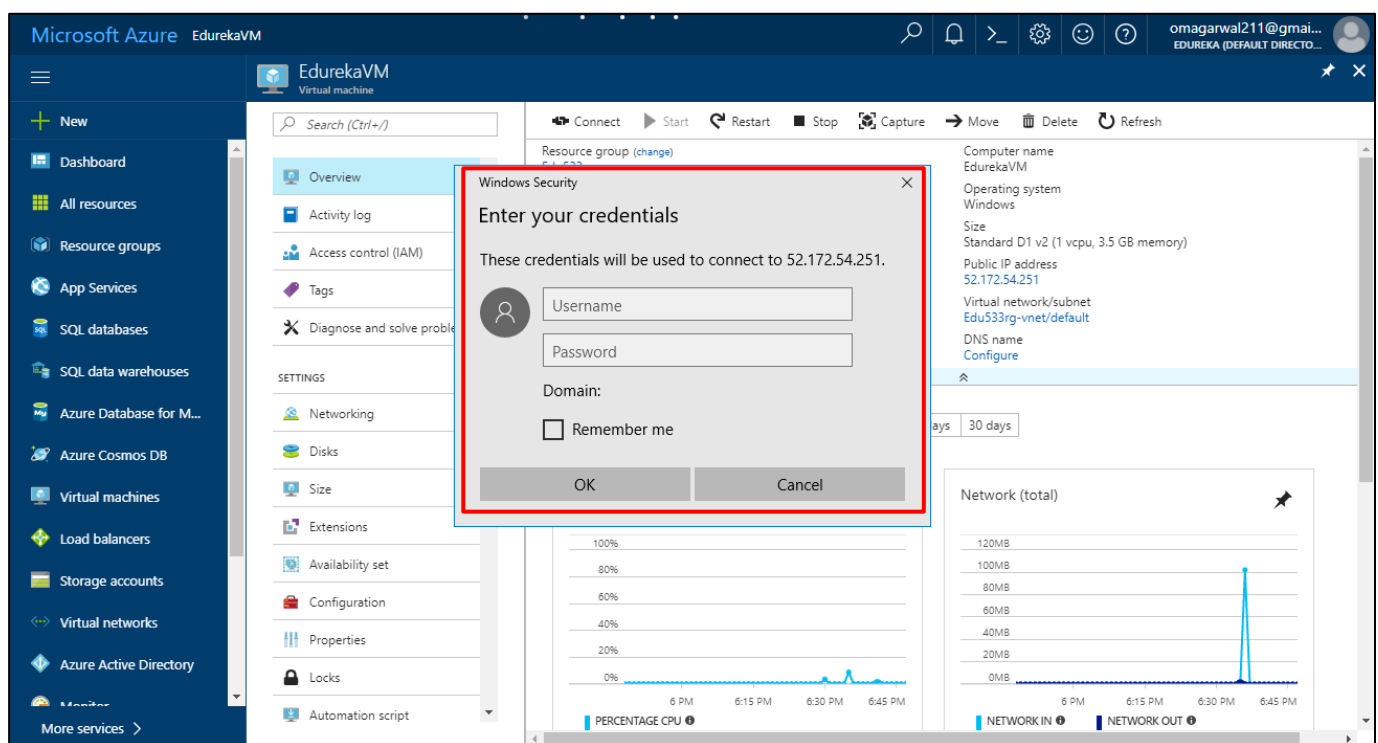 Microsoft Azure EdurekaVM
omagarwal211@gmai...
EDUREKA (DEFAULT DIRECTO...
EdurekaVM
Virtual machine
New
Dashboard
All resources
Resource groups
App Services
SQL databases
SQL data warehouses
Azure Database for M...
Azure Cosmos DB
Virtual machines
Load balancers
Storage accounts
Virtual networks
Azure Active Directory
Monitor
More services
Search (Ctrl+/)
Overview
Activity log
Access control (IAM)
Tags
Diagnose and solve proble
SETTINGS
Networking
Disks
Size
Extensions
Availability set
Configuration
Properties
Locks
Automation script
Connect Start Restart Stop Capture Move Delete Refresh
Resource group (change)
Computer name
EdurekaVM
Operating system
Windows
Size
Standard D1 v2 (1 vcpu, 3.5 GB memory)
Public IP address
52.172.54.251
Virtual network/subnet
Edu533rg-vnet/default
DNS name
Configure
Windows Security
Enter your credentials
These credentials will be used to connect to 52.172.54.251.
Username
Password
Domain:
Remember me
OK Cancel
ays 30 days
100%
80%
60%
40%
20%
0%
6 PM 6:15 PM 6:30 PM 6:45 PM
PERCENTAGE CPU
Network (total)
120MB
100MB
80MB
60MB
40MB
20MB
0MB
6 PM 6:15 PM 6:30 PM 6:45 PM
NETWORK IN NETWORK OUT